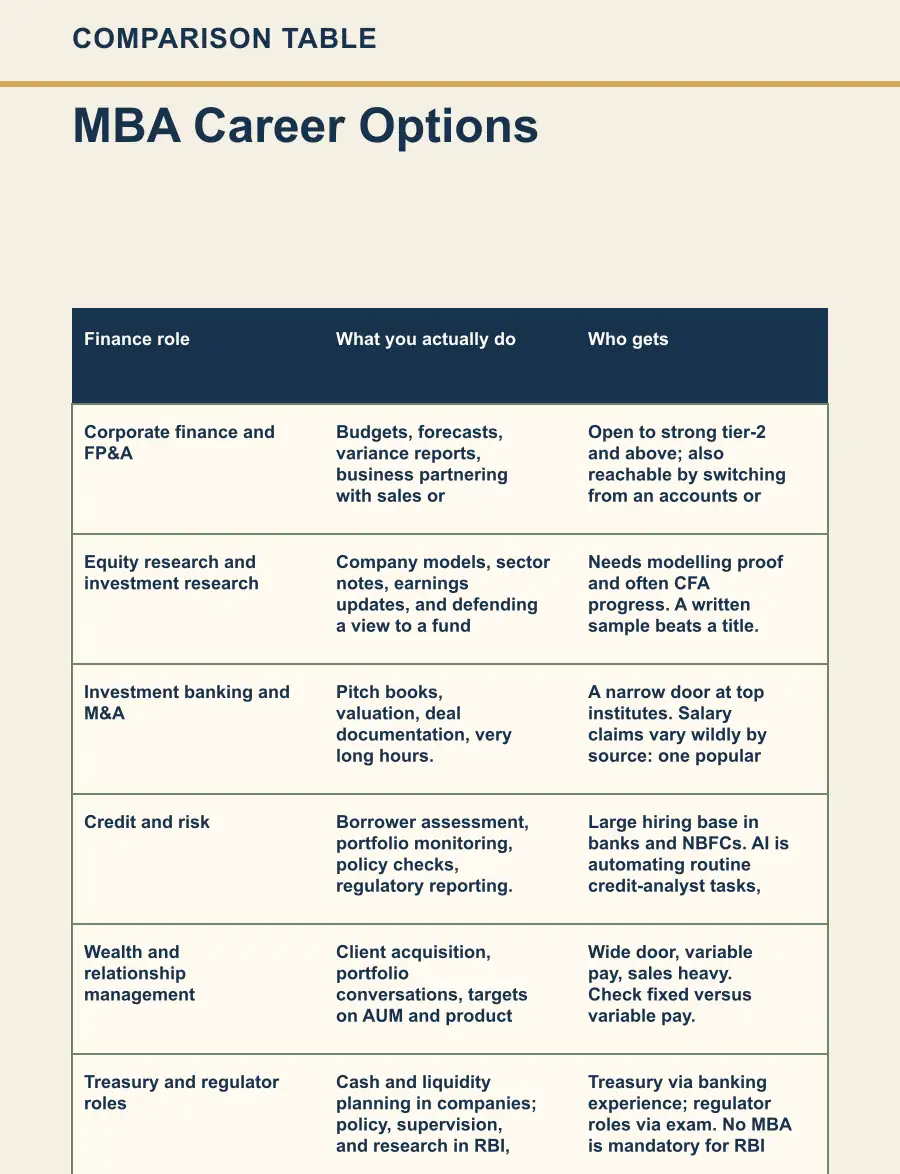 COMPARISON TABLE
MBA Career Options
Finance role
What you actually do
Who gets
Corporate finance and
FP&A
Budgets, forecasts,
variance reports,
business partnering
with sales or
Open to strong tier-2
and above; also
reachable by switching
from an accounts or
Equity research and
investment research
Company models, sector
notes, earnings
updates, and defending
a view to a fund
Needs modelling proof
and often CFA
progress. A written
sample beats a title.
Investment banking and
M&A
Pitch books,
valuation, deal
documentation, very
long hours.
A narrow door at top
institutes. Salary
claims vary wildly by
source: one popular
Credit and risk
Borrower assessment,
portfolio monitoring,
policy checks,
regulatory reporting.
Large hiring base in
banks and NBFCs. AI is
automating routine
credit-analyst tasks,
Wealth and
relationship
management
Client acquisition,
portfolio
conversations, targets
on AUM and product
Wide door, variable
pay, sales heavy.
Check fixed versus
variable pay.
Treasury and regulator
roles
Cash and liquidity
planning in companies;
policy, supervision,
and research in RBI,
Treasury via banking
experience; regulator
roles via exam. No MBA
is mandatory for RBI